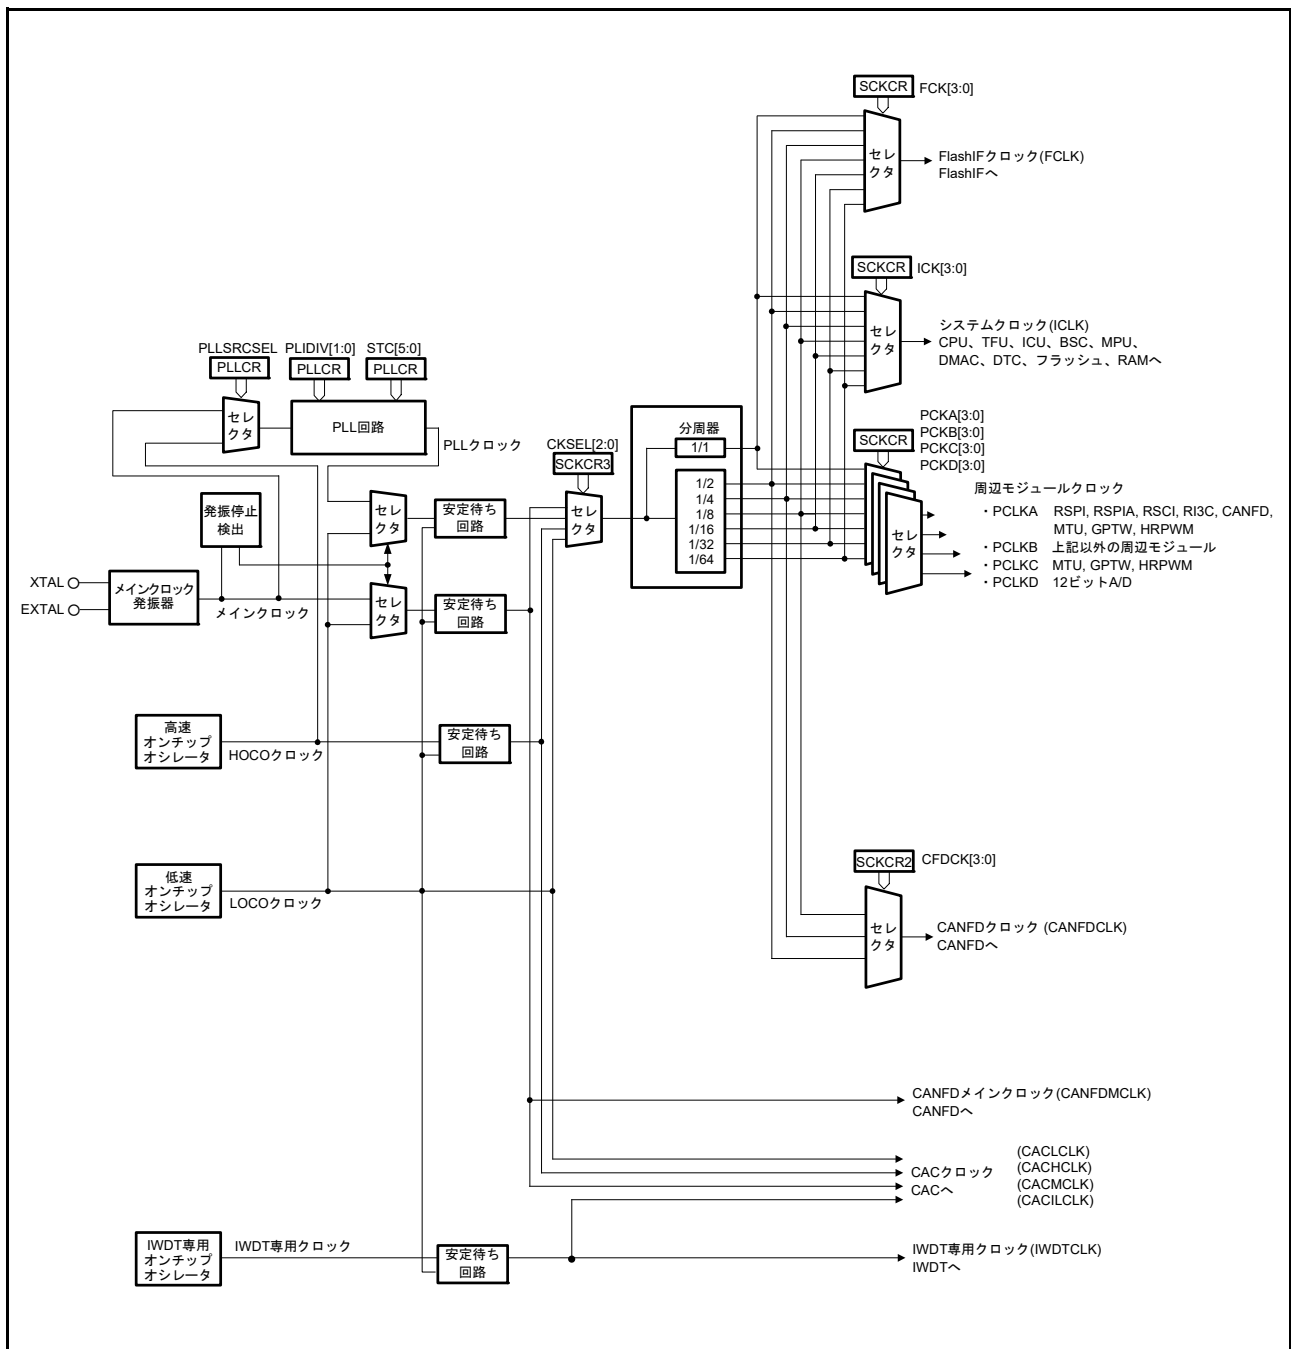 SCKCR FCK[3:0]
セレ
クタ
FlashIFクロック(FCLK)
FlashIFへ
SCKCR ICK[3:0]
セレ
クタ
システムクロック(ICLK)
CPU、TFU、ICU、BSC、MPU、
DMAC、DTC、フラッシュ、RAMへ
PLLSRCSEL PLIDIV[1:0] STC[5:0]
PLLCR PLLCR PLLCR
セレ
クタ
PLL回路
PLLクロック
CKSEL[2:0]
SCKCR3
分周器
1/1
1/2
1/4
1/8
1/16
1/32
1/64
SCKCR
PCKA[3:0]
PCKB[3:0]
PCKC[3:0]
PCKD[3:0]
セレ
クタ
周辺モジュールクロック
・PCLKA RSPI, RSPIA, RSCI, RI3C, CANFD,
MTU, GPTW, HRPWM
・PCLKB 上記以外の周辺モジュール
・PCLKC MTU, GPTW, HRPWM
・PCLKD 12ビットA/D
発振停止
検出
セレ
クタ
安定待ち
回路
セレ
クタ
XTAL
EXTAL
メインクロック
発振器
メインクロック
セレ
クタ
安定待ち
回路
高速
オンチップ
オシレータ
HOCOクロック
安定待ち
回路
低速
オンチップ
オシレータ
LOCOクロック
SCKCR2 CFDCK[3:0]
セレ
クタ
CANFDクロック (CANFDCLK)
CANFDへ
CANFDメインクロック(CANFDMCLK)
CANFDへ
CACクロック
CACへ
(CACLCLK)
(CACHCLK)
(CACMCLK)
(CACILCLK)
IWDT専用
オンチップ
オシレータ
IWDT専用クロック
安定待ち
回路
IWDT専用クロック(IWDTCLK)
IWDTへ